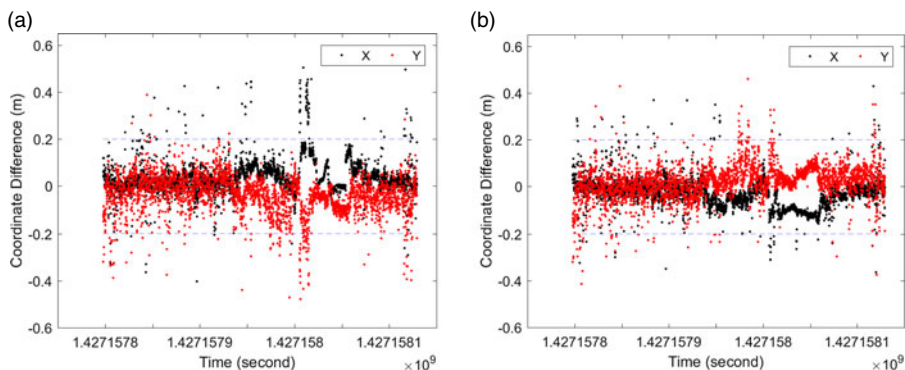 (a)
X Y
0.6
0.4
0.2
0
-0.2
-0.4
-0.6
Coordinate Difference (m)
1.4271578 1.4271579 1.427158 1.4271581
Time (second)
×10⁹
(b)
X Y
0.6
0.4
0.2
0
-0.2
-0.4
-0.6
Coordinate Difference (m)
1.4271578 1.4271579 1.427158 1.4271581
Time (second)
×10⁹